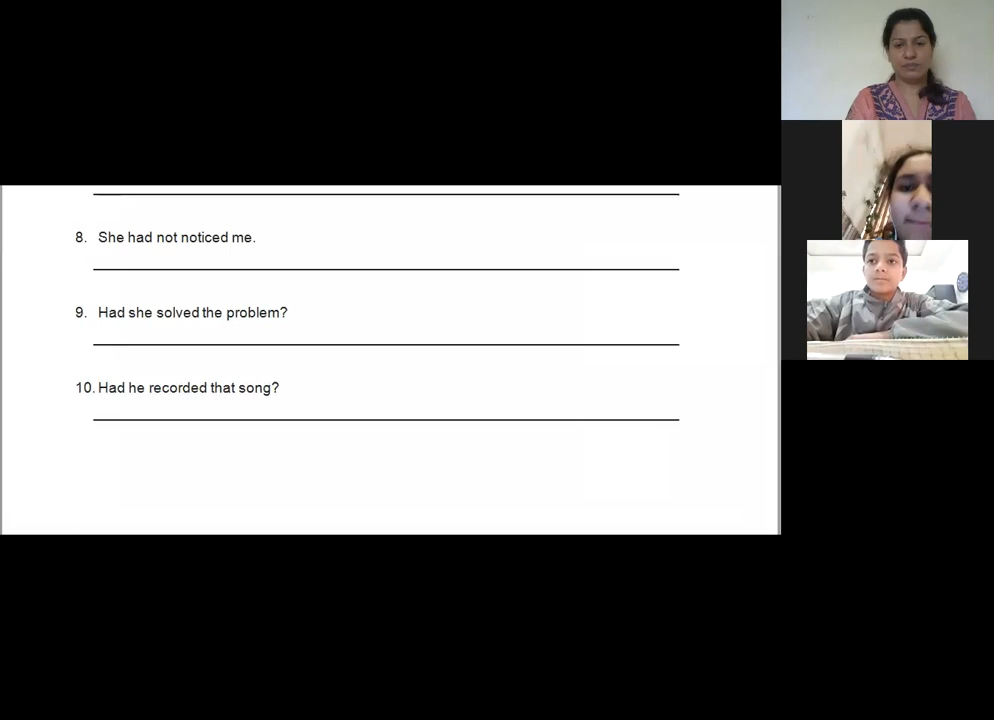 8. She had not noticed me.
9. Had she solved the problem?
10. Had he recorded that song?